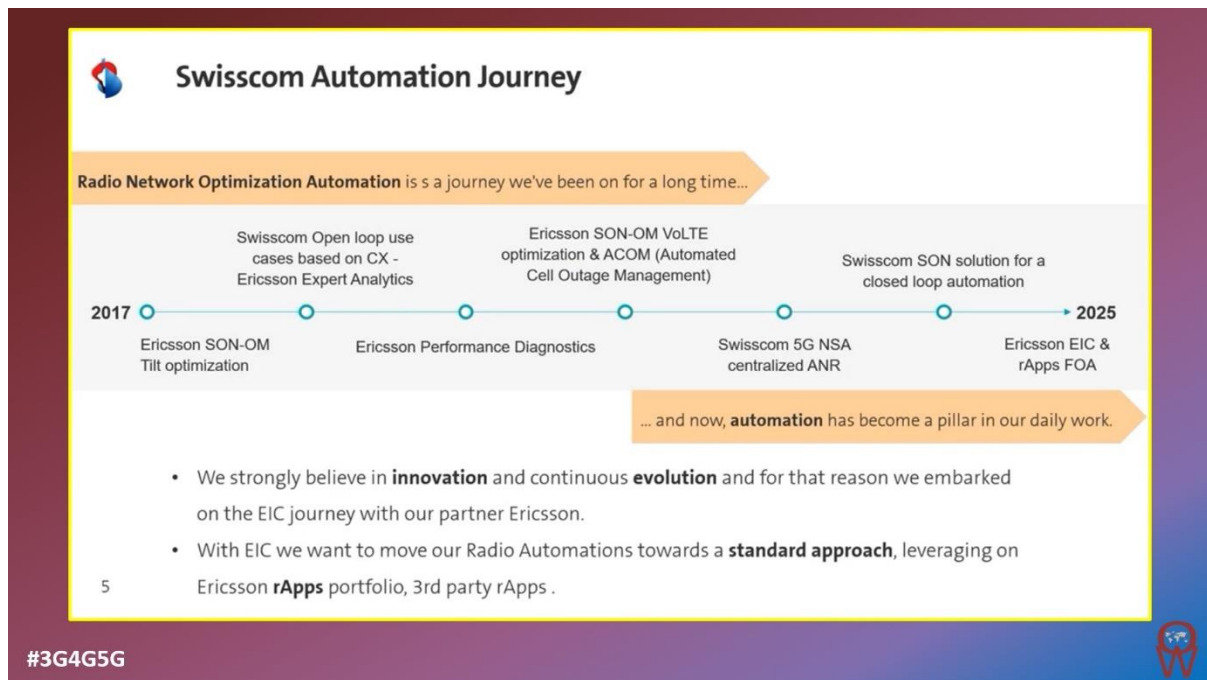 Swisscom Automation Journey
Radio Network Optimization Automation is s a journey we've been on for a long time...
Swisscom Open loop use
cases based on CX -
Ericsson Expert Analytics
Ericsson SON-OM VoLTE
optimization & ACOM (Automated
Cell Outage Management)
Swisscom SON solution for a
closed loop automation
2017
2025
Ericsson SON-OM
Tilt optimization
Ericsson Performance Diagnostics
Swisscom 5G NSA
centralized ANR
Ericsson EIC &
rApps FOA
... and now, automation has become a pillar in our daily work.
• We strongly believe in innovation and continuous evolution and for that reason we embarked
on the EIC journey with our partner Ericsson.
• With EIC we want to move our Radio Automations towards a standard approach, leveraging on
Ericsson rApps portfolio, 3rd party rApps .
5
#3G4G5G